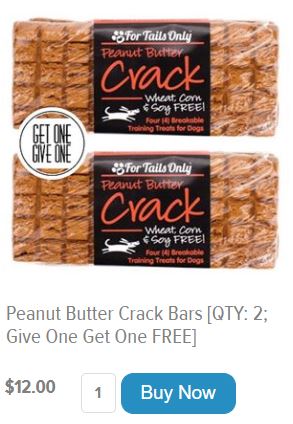 For Tails Only
Peanut Butter
Crack
Wheat, Corn
& Soy FREE!
Four (4) Breakable
Training Treats for Dogs
GET ONE
GIVE ONE
For Tails Only
Peanut Butter
Crack
Wheat, Corn
& Soy FREE!
Four (4) Breakable
Training Treats for Dogs
Peanut Butter Crack Bars [QTY: 2;
Give One Get One FREE]
$12.00
1
Buy Now